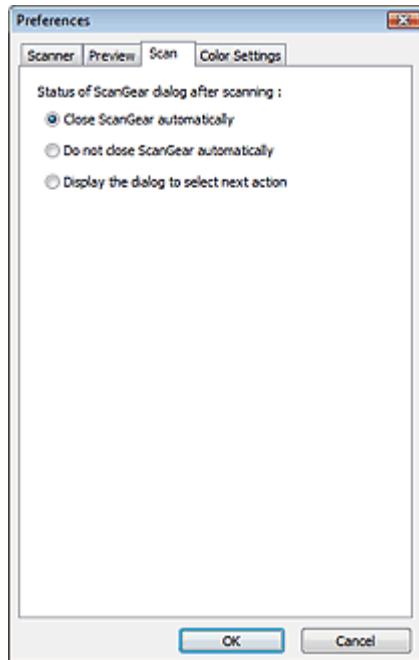 Preferences
Scanner Preview Scan Color Settings
Status of ScanGear dialog after scanning :
Close ScanGear automatically
Do not close ScanGear automatically
Display the dialog to select next action
OK Cancel